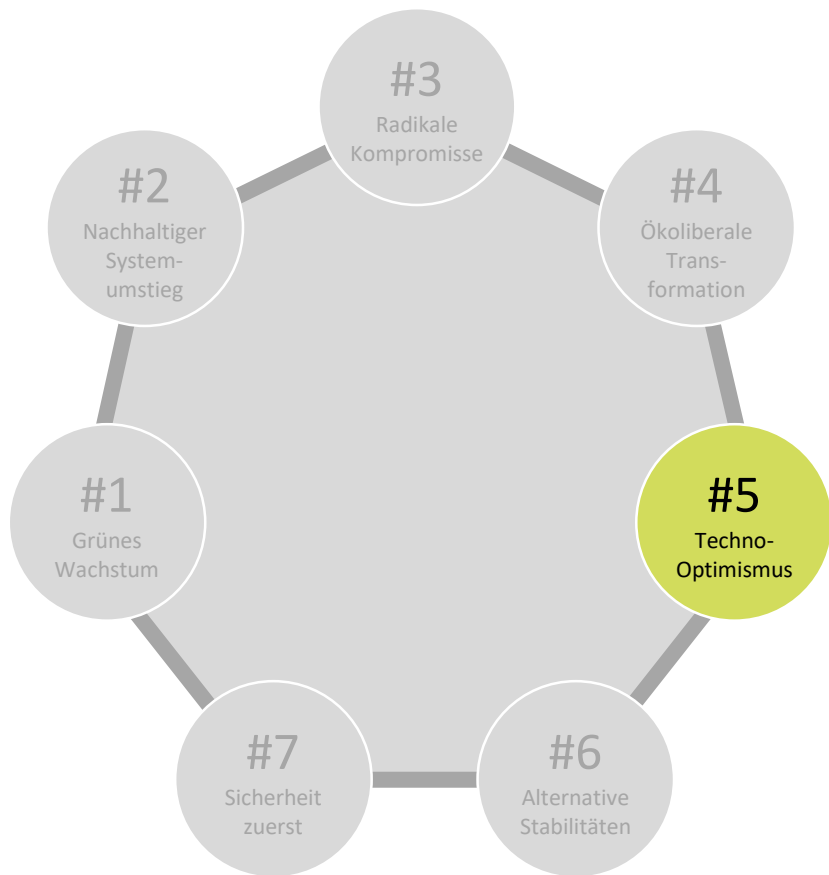 #3
Radikale
Kompromisse
#2
Nachhaltiger
System-
umstieg
#4
Ökoliberale
Trans-
formation
#1
Grünes
Wachstum
#5
Techno-
Optimismus
#7
Sicherheit
zuerst
#6
Alternative
Stabilitäten